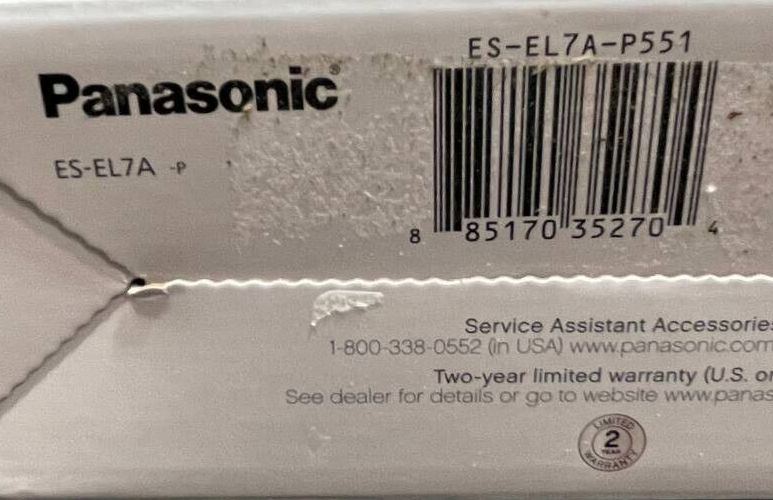 ES-EL7A-P551
Panasonic®
ES-EL7A -P
8 85170 35270 4
Service Assistant Accessories
1-800-338-0552 (in USA) www.panasonic.com
Two-year limited warranty (U.S. or
See dealer for details or go to website www.panas
LIMITED
2
YEAR
WARRANTY